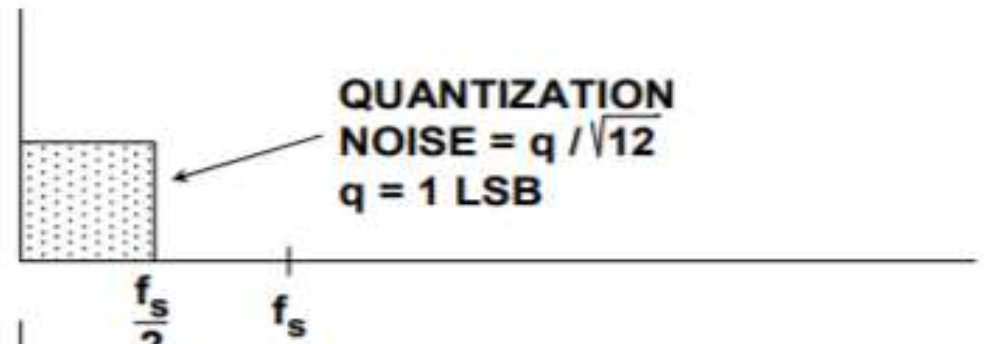 QUANTIZATION
NOISE = q / √12
q = 1 LSB
fs
2
fs